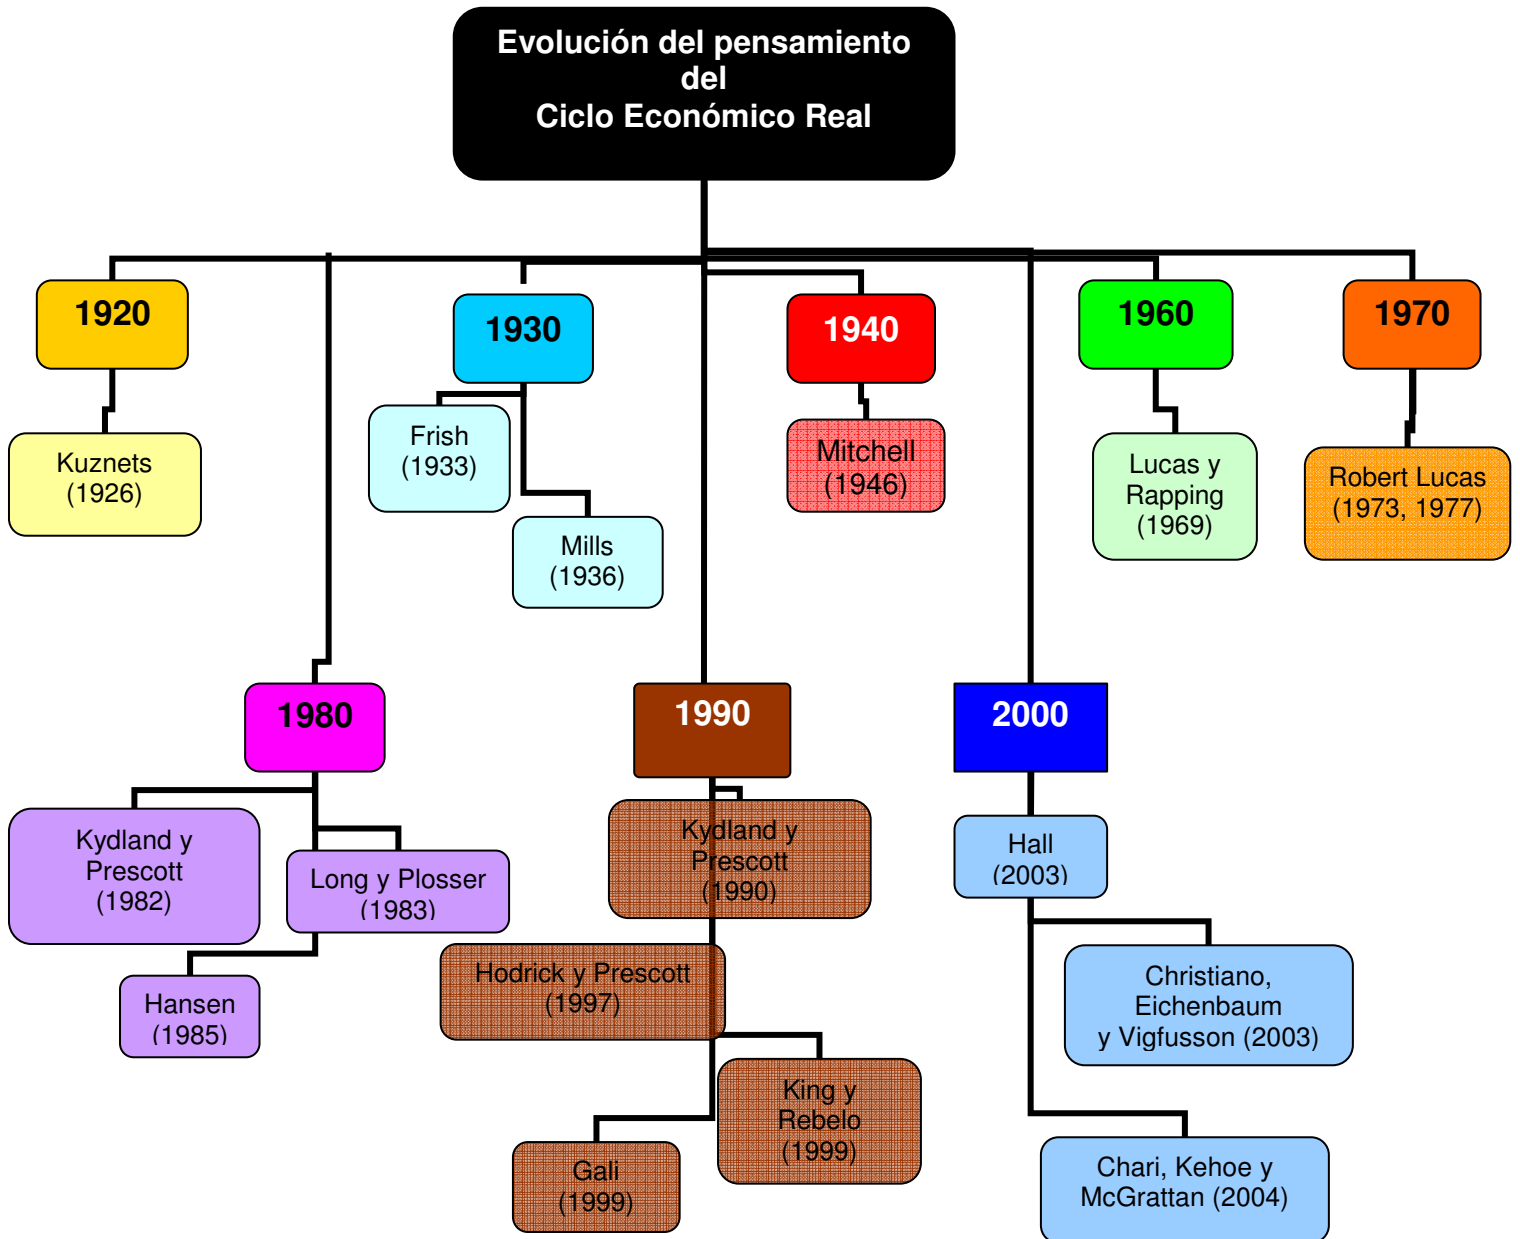 Evolución del pensamiento
del
Ciclo Económico Real
1920
1930
1940
1960
1970
Kuznets
(1926)
Frish
(1933)
Mills
(1936)
Mitchell
(1946)
Lucas y
Rapping
(1969)
Robert Lucas
(1973, 1977)
1980
1990
2000
Kydland y
Prescott
(1982)
Long y Plosser
(1983)
Hansen
(1985)
Kydland y
Prescott
(1990)
Hodrick y Prescott
(1997)
King y
Rebelo
(1999)
Gali
(1999)
Hall
(2003)
Christiano,
Eichenbaum
y Vigfusson (2003)
Chari, Kehoe y
McGrattan (2004)